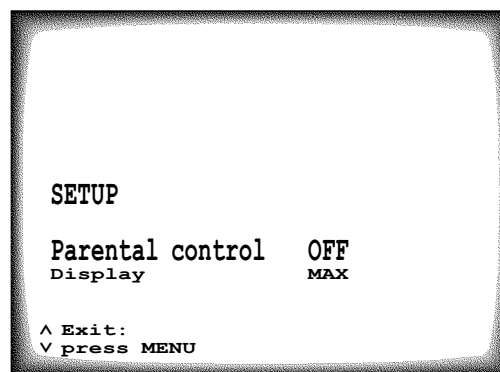 SETUP
Parental control OFF
Display MAX
^ Exit:
v press MENU